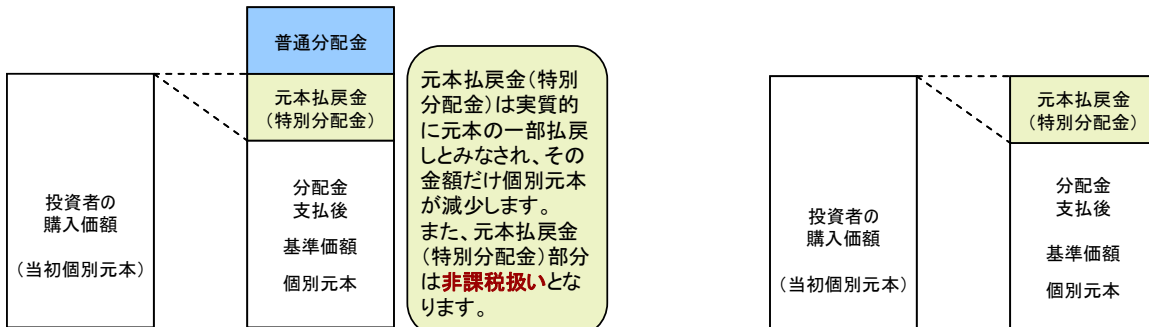 普通分配金
元本払戻金
（特別分配金）
投資者の
購入価額
（当初個別元本）
分配金
支払後
基準価額
個別元本
元本払戻金（特別
分配金）は実質的
に元本の一部払戻
しとみなされ、その
金額だけ個別元本
が減少します。
また、元本払戻金
（特別分配金）部分
は非課税扱いとな
ります。
投資者の
購入価額
（当初個別元本）
元本払戻金
（特別分配金）
分配金
支払後
基準価額
個別元本